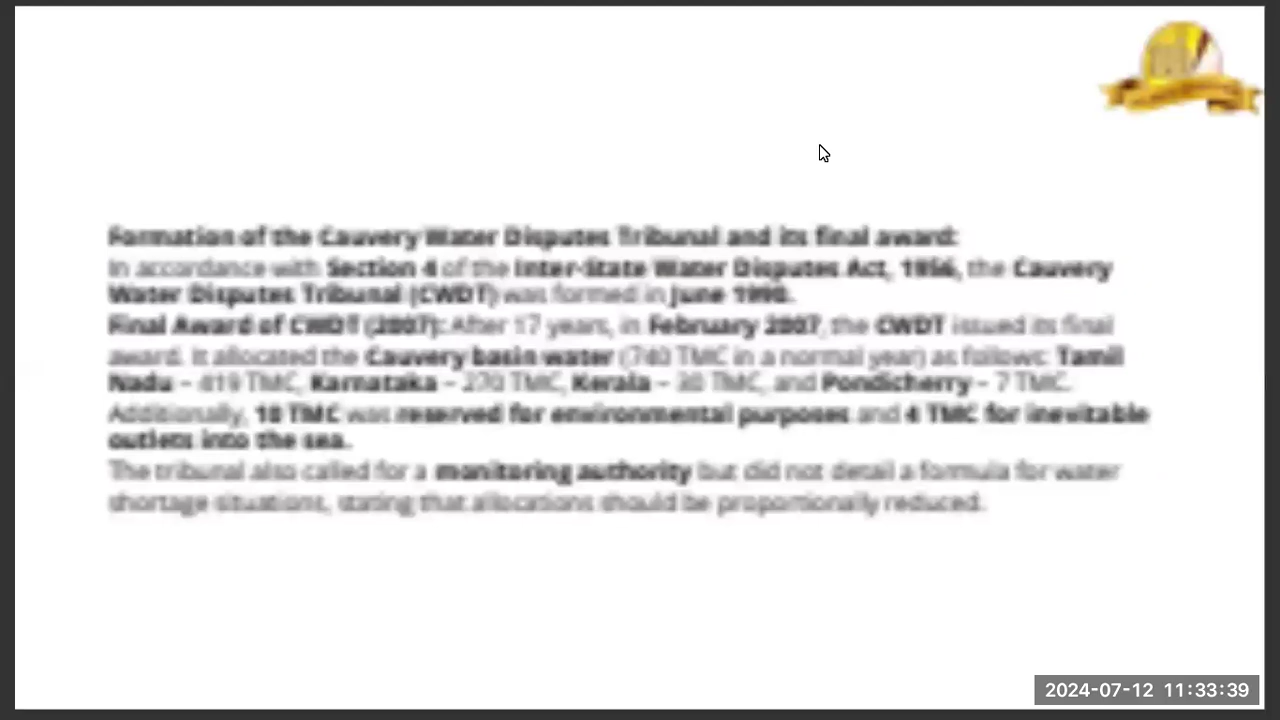 Formation of the Cauvery Water Disputes Tribunal and its final award:
In accordance with Section 4 of the Inter-State Water Disputes Act, 1956, the Cauvery
Water Disputes Tribunal (CWDT) was formed in June 1990.
Final Award of CWDT (2007): After 17 years, in February 2007, the CWDT issued its final
award. It allocated the Cauvery basin water (740 TMC in a normal year) as follows: Tamil
Nadu – 419 TMC, Karnataka – 270 TMC, Kerala – 30 TMC, and Pondicherry – 7 TMC.
Additionally, 10 TMC was reserved for environmental purposes and 4 TMC for inevitable
outlets into the sea.
The tribunal also called for a monitoring authority but did not detail a formula for water
shortage situations, stating that allocations should be proportionally reduced.
2024-07-12 11:33:39